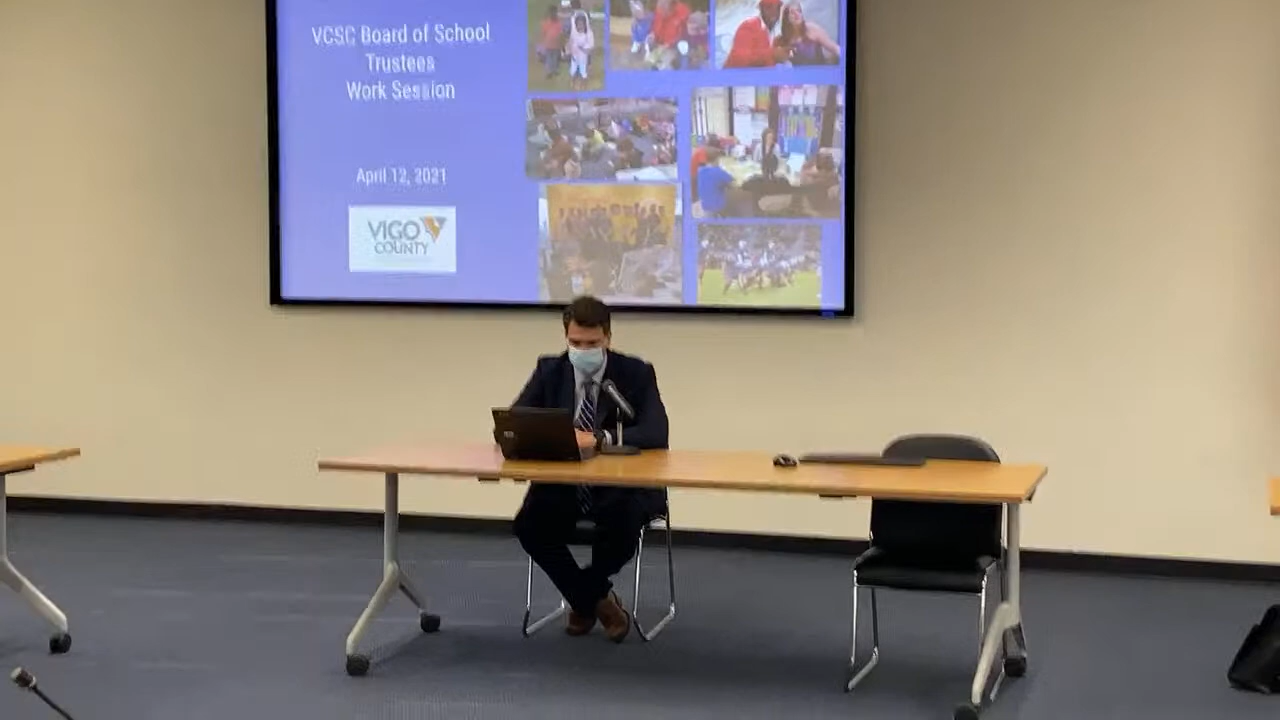 VCSC Board of School
Trustees
Work Session
April 12, 2021
VIGO
COUNTY